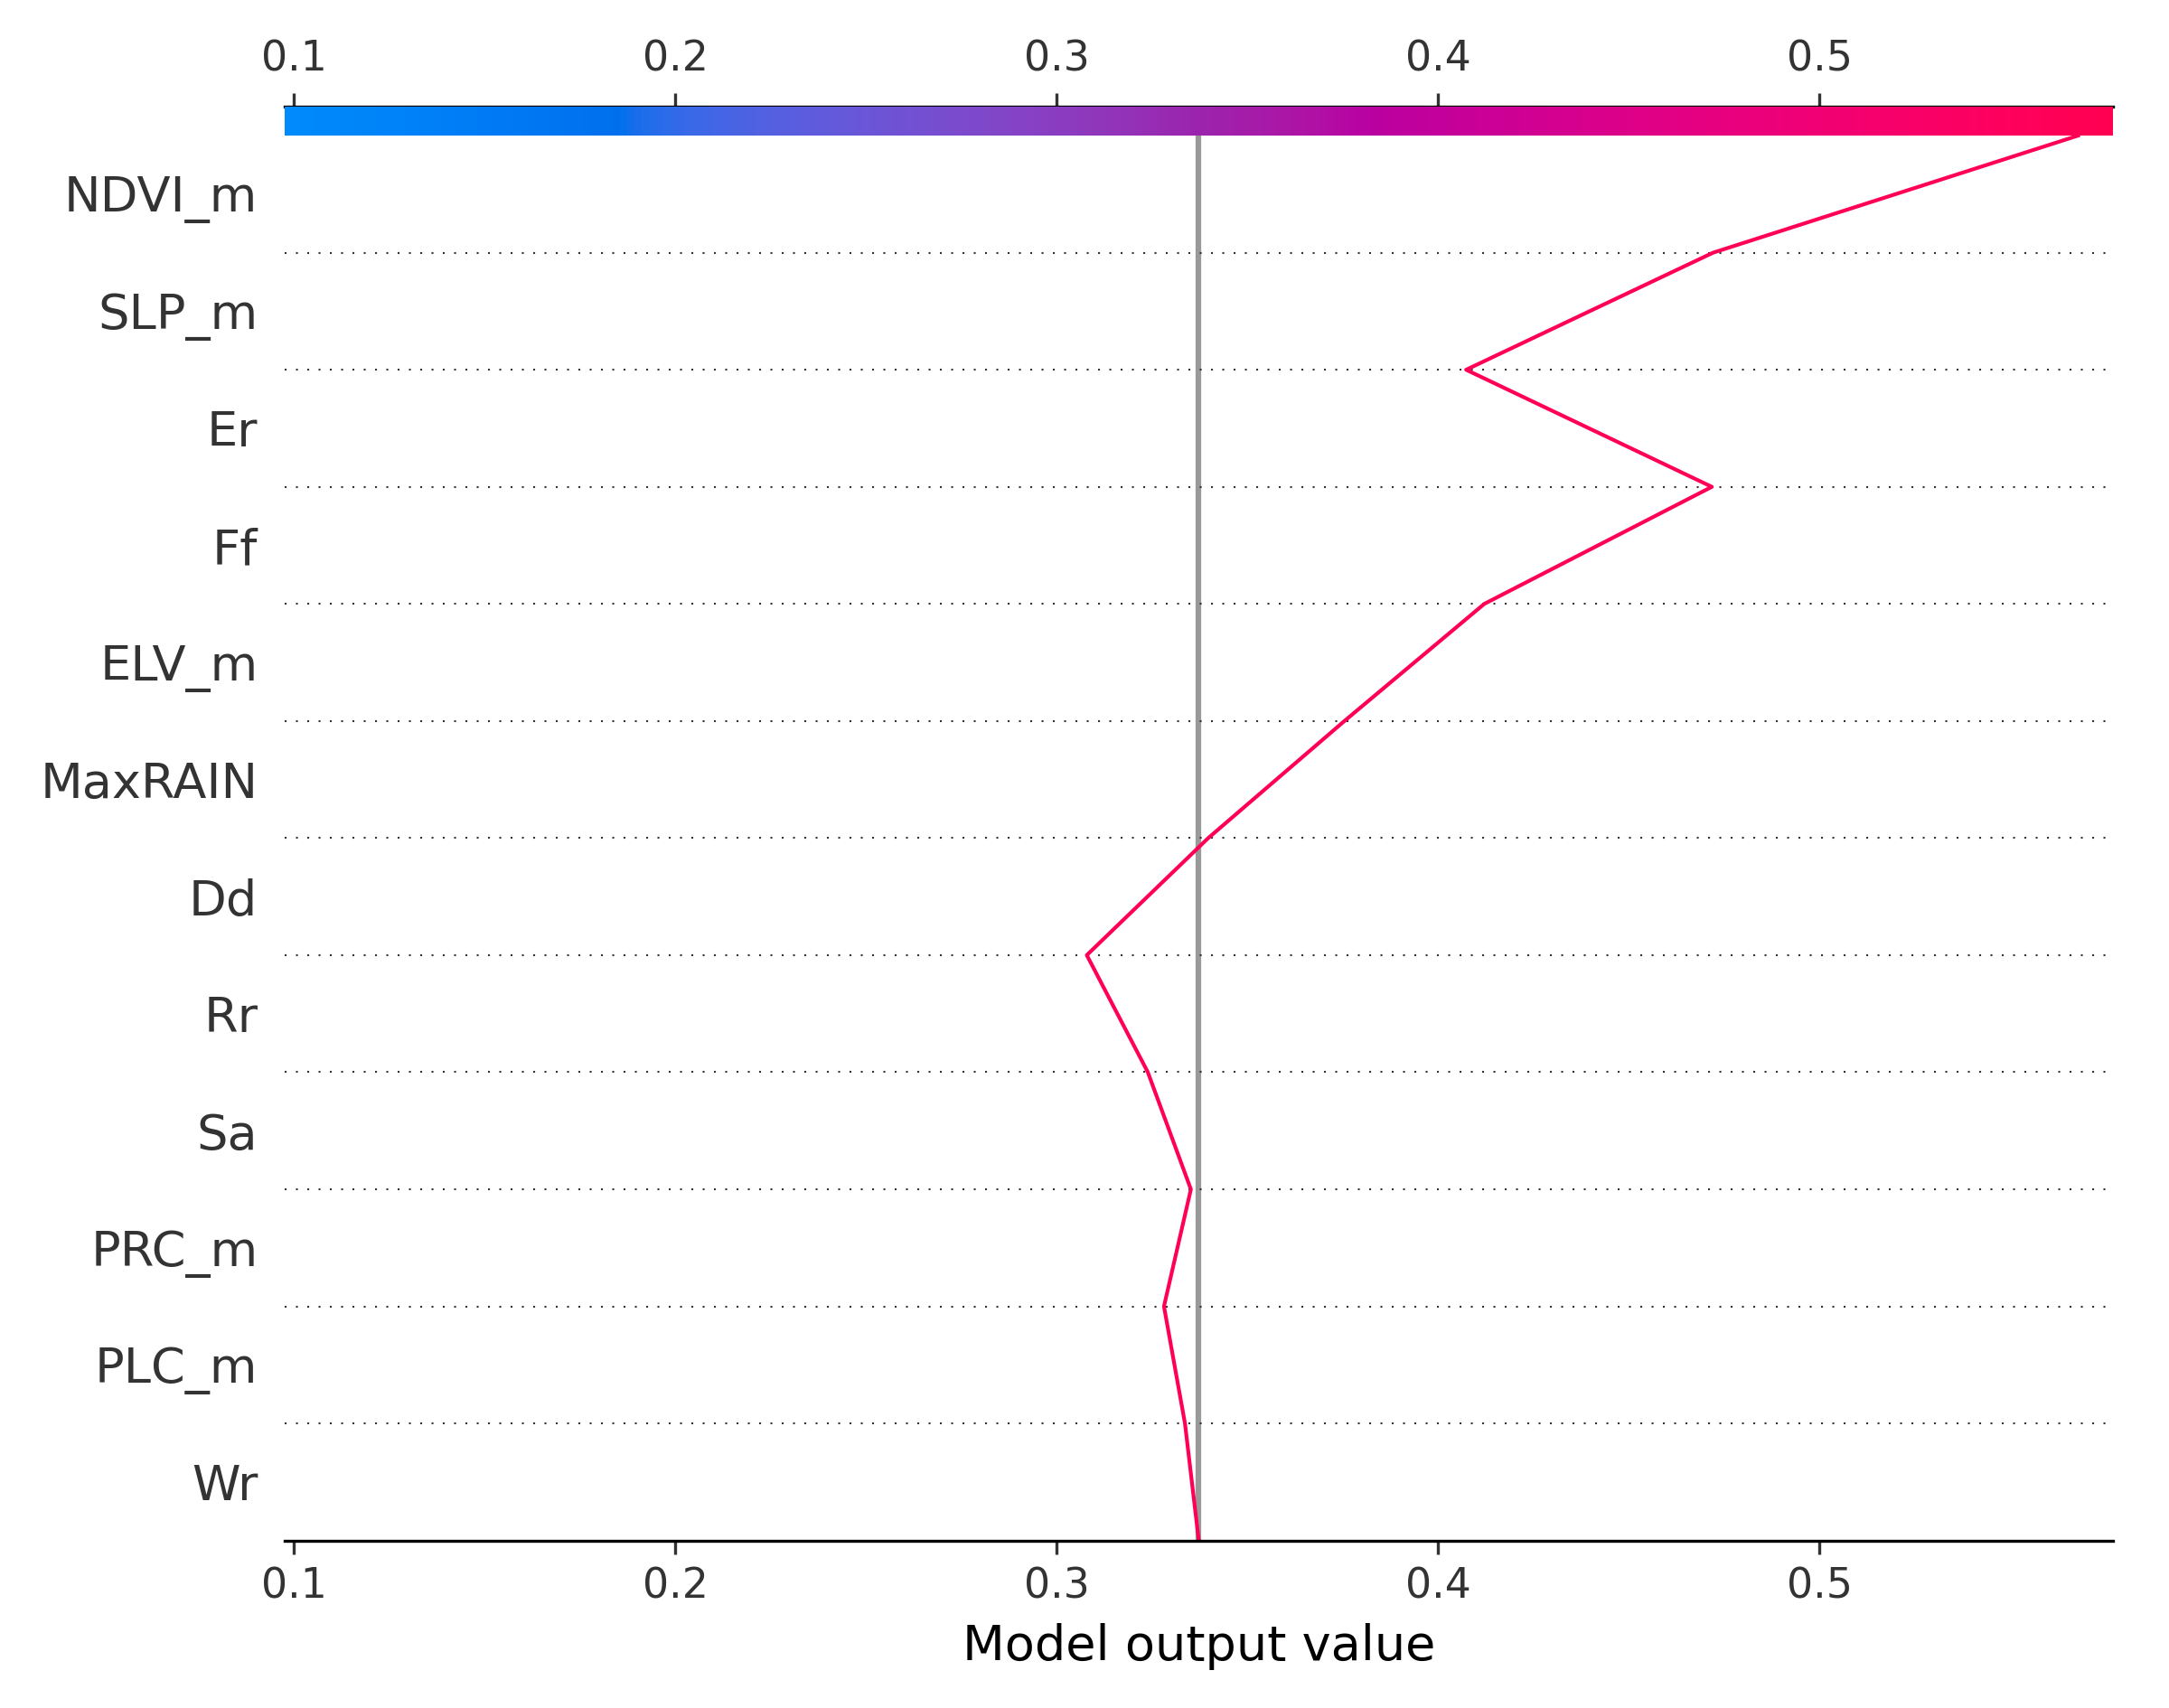 0.1 0.2 0.3 0.4 0.5
NDVI_m
SLP_m
Er
Ff
ELV_m
MaxRAIN
Dd
Rr
Sa
PRC_m
PLC_m
Wr
0.1 0.2 0.3 0.4 0.5
Model output value